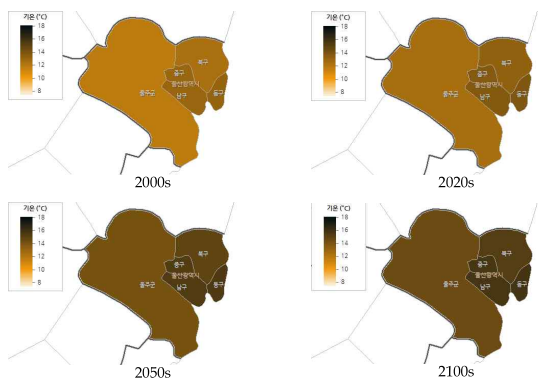 기온 (°C)
18
16
14
12
10
8
북구
중구
울산광역시
울주군
남구
동구
2000s
기온 (°C)
18
16
14
12
10
8
북구
중구
울산광역시
울주군
남구
동구
2020s
기온 (°C)
18
16
14
12
10
8
북구
중구
울산광역시
울주군
남구
동구
2050s
기온 (°C)
18
16
14
12
10
8
북구
중구
울산광역시
울주군
남구
동구
2100s